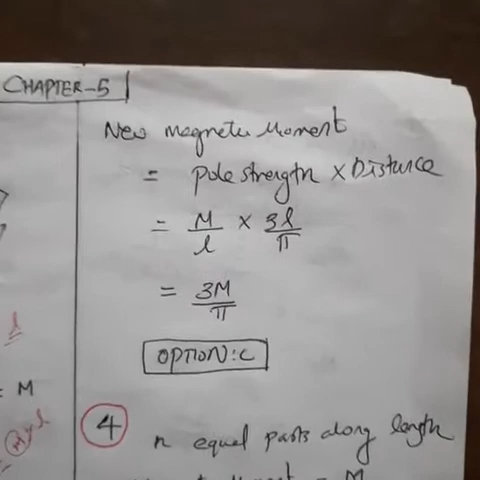 CHAPTER-5
New magnetic Moment
= pole strength × Distance
= M/l × 3l/π
= 3M/π
OPTION: C
l
= M
M × l
4
n equal parts along length
= M